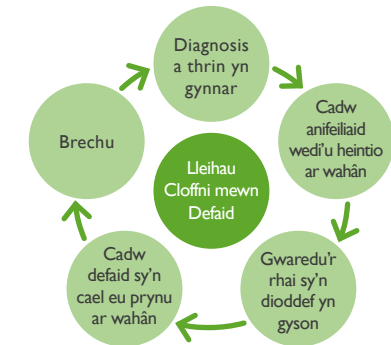 Diagnosis
a thrin yn
gynnar
Cadw
anifeiliaid
wedi'u heintio
ar wahân
Gwaredu'r
rhai sy'n
dioddef yn
gyson
Cadw
defaid sy'n
cael eu prynu
ar wahân
Brechu
Lleihau
Cloffni mewn
Defaid